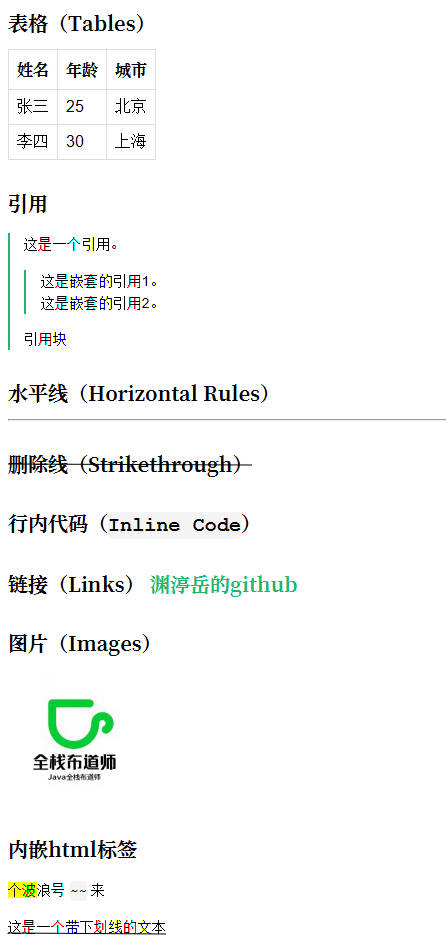 表格（Tables）
姓名 年龄 城市
张三 25 北京
李四 30 上海
引用
这是一个引用。
这是嵌套的引用1。
这是嵌套的引用2。
引用块
水平线（Horizontal Rules）
删除线（Strikethrough）
行内代码（Inline Code）
链接（Links） 渊渟岳的github
图片（Images）
全栈布道师
Java全栈布道师
内嵌html标签
个波浪号 ~~ 来
这是一个带下划线的文本